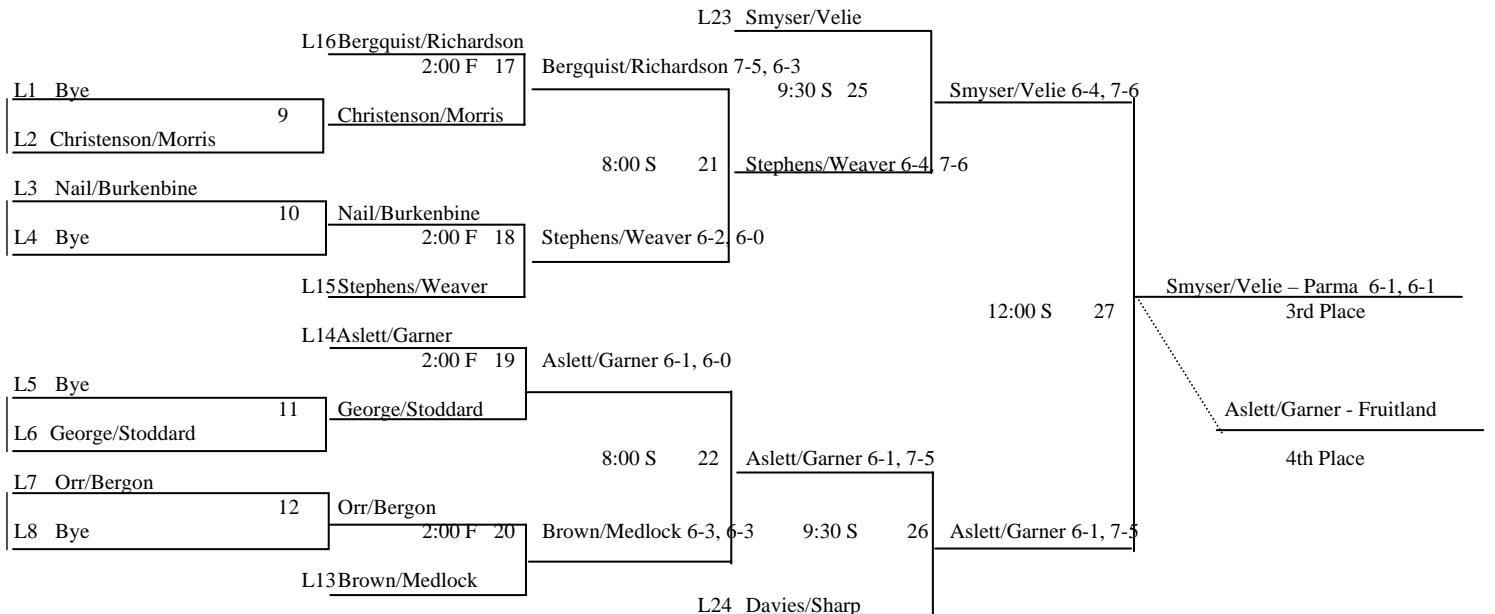 L23 Smyser/Velie
L16 Bergquist/Richardson
2:00 F 17
Bergquist/Richardson 7-5, 6-3
L1 Bye
9:30 S 25
Smyser/Velie 6-4, 7-6
9
Christenson/Morris
L2 Christenson/Morris
8:00 S 21
Stephens/Weaver 6-4, 7-6
L3 Nail/Burkenbine
10
Nail/Burkenbine
L4 Bye
2:00 F 18
Stephens/Weaver 6-2, 6-0
L15 Stephens/Weaver
Smyser/Velie – Parma 6-1, 6-1
12:00 S 27
3rd Place
L14 Aslett/Garner
2:00 F 19
Aslett/Garner 6-1, 6-0
L5 Bye
11
George/Stoddard
Aslett/Garner - Fruitland
L6 George/Stoddard
8:00 S 22
Aslett/Garner 6-1, 7-5
4th Place
L7 Orr/Bergon
12
Orr/Bergon
L8 Bye
2:00 F 20
Brown/Medlock 6-3, 6-3
9:30 S 26
Aslett/Garner 6-1, 7-5
L13 Brown/Medlock
L24 Davies/Sharp